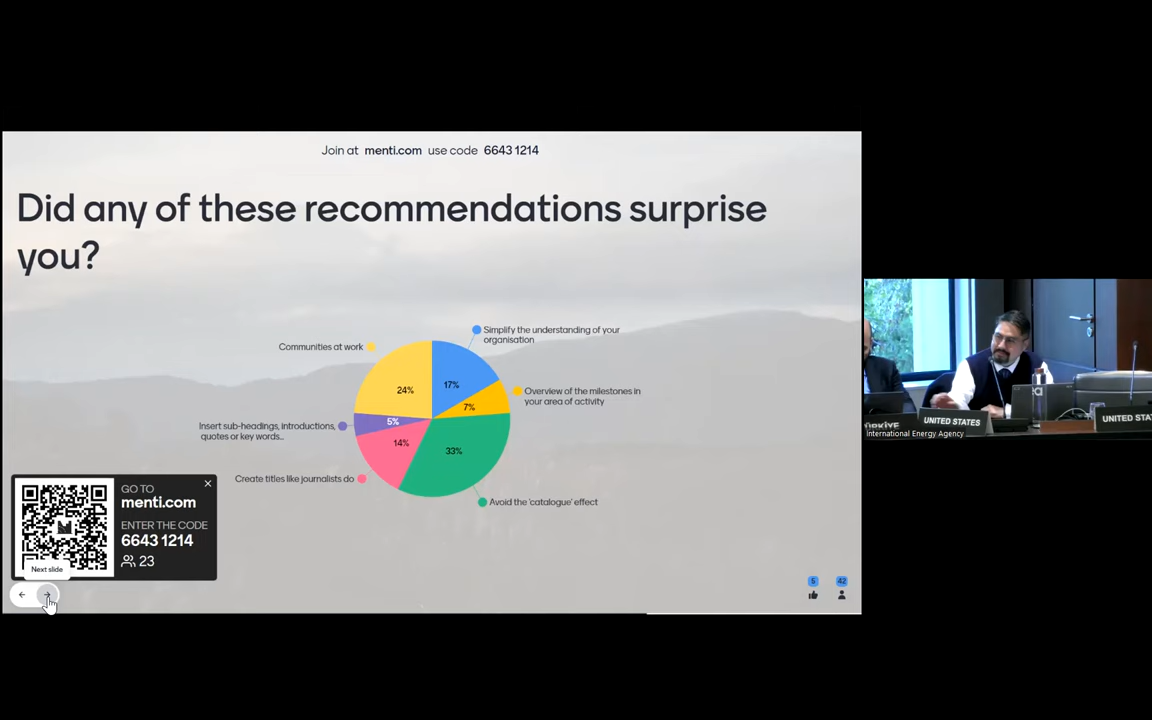 Join at menti.com use code 6643 1214
Did any of these recommendations surprise
you?
Simplify the understanding of your
organisation
Communities at work
24%
17%
Overview of the milestones in
your area of activity
7%
Insert sub-headings, introductions,
quotes or key words...
5%
14%
33%
Create titles like journalists do
Avoid the 'catalogue' effect
GO TO
menti.com
ENTER THE CODE
6643 1214
23
Next slide
5
42
UNITED STATES
UNITED STAT
TÜRKİYE
International Energy Agency